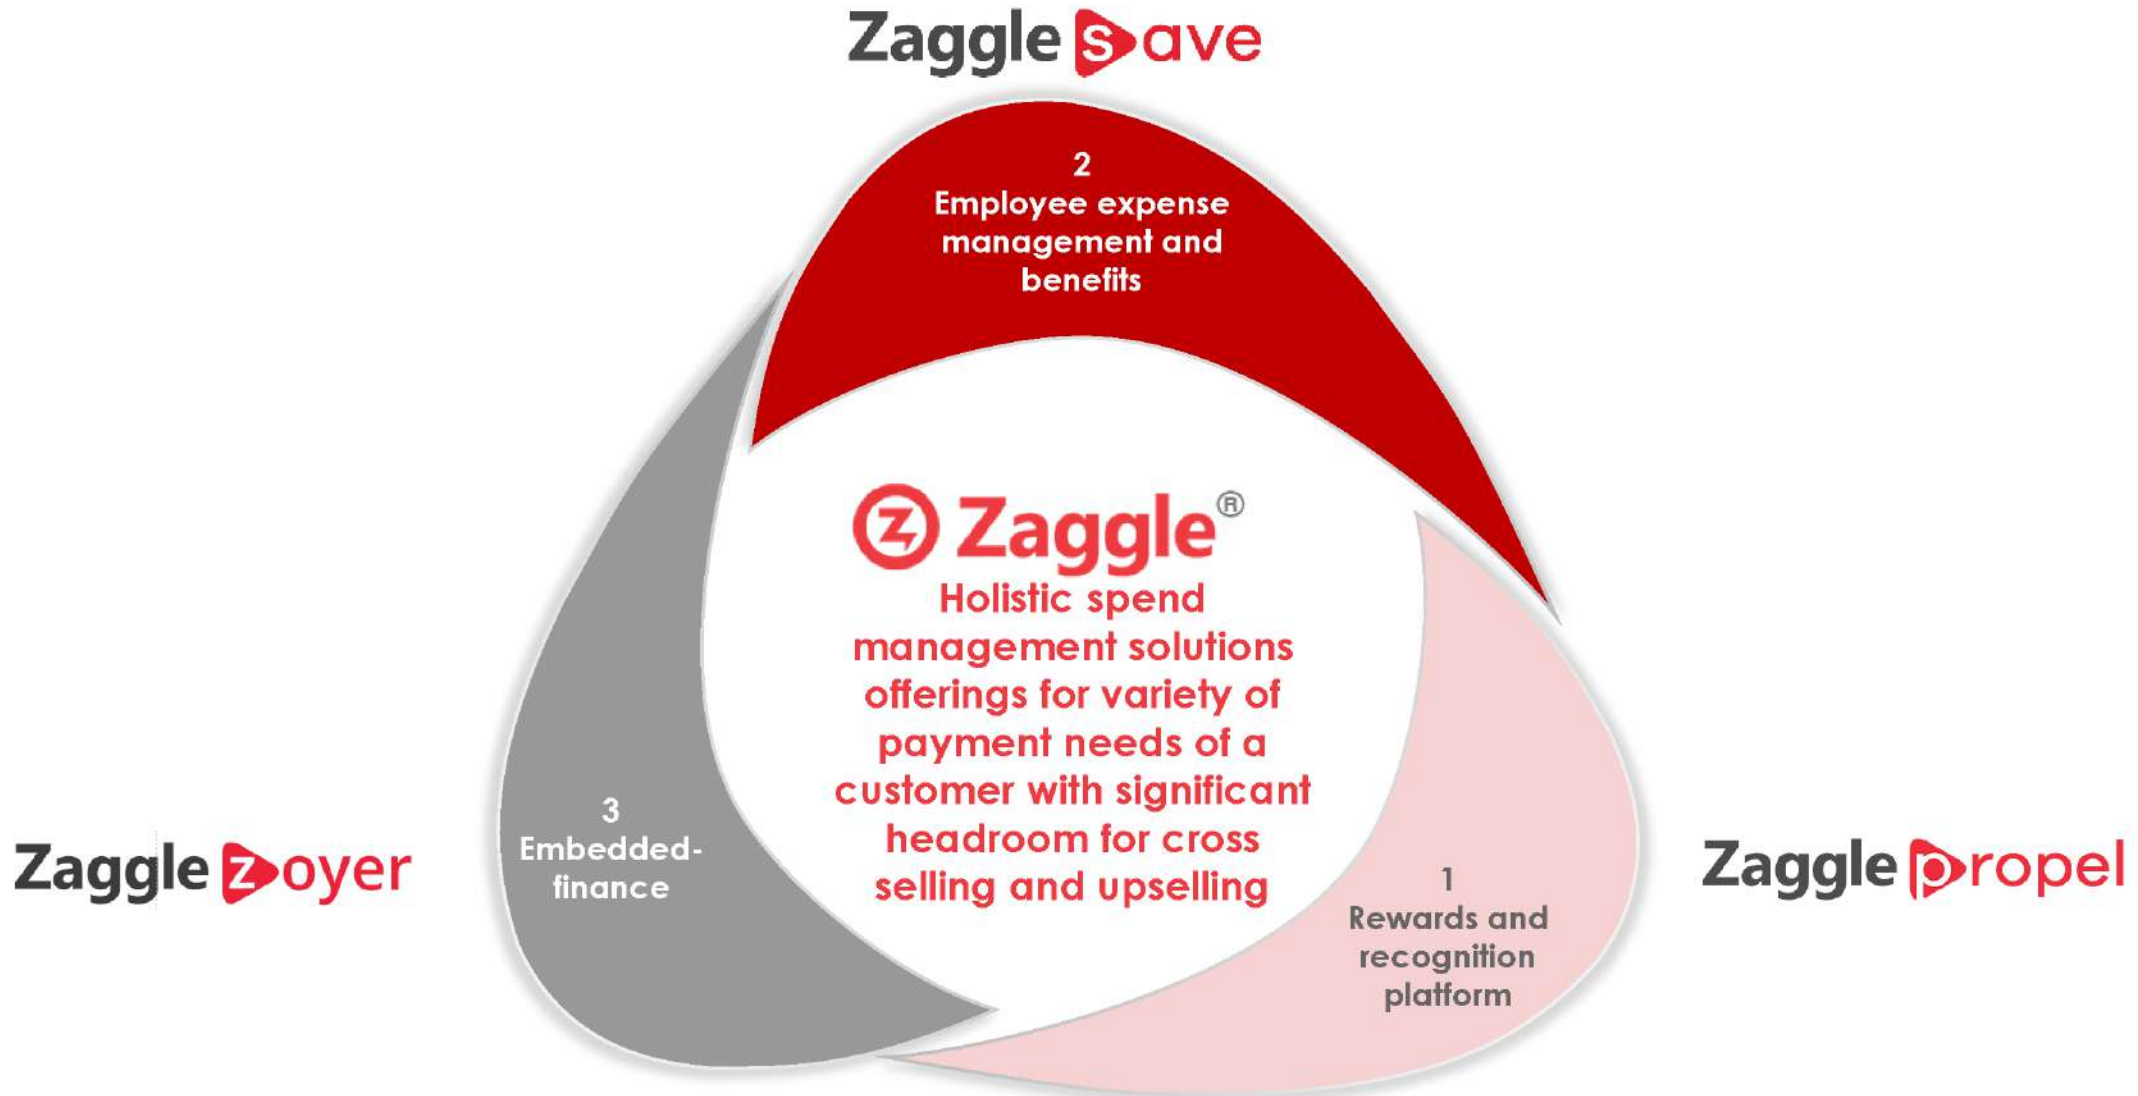 Zaggle save
2
Employee expense
management and
benefits
Z Zaggle®
Holistic spend
management solutions
offerings for variety of
payment needs of a
customer with significant
headroom for cross
selling and upselling
3
Embedded-
finance
Zaggle zoyer
1
Rewards and
recognition
platform
Zaggle propel